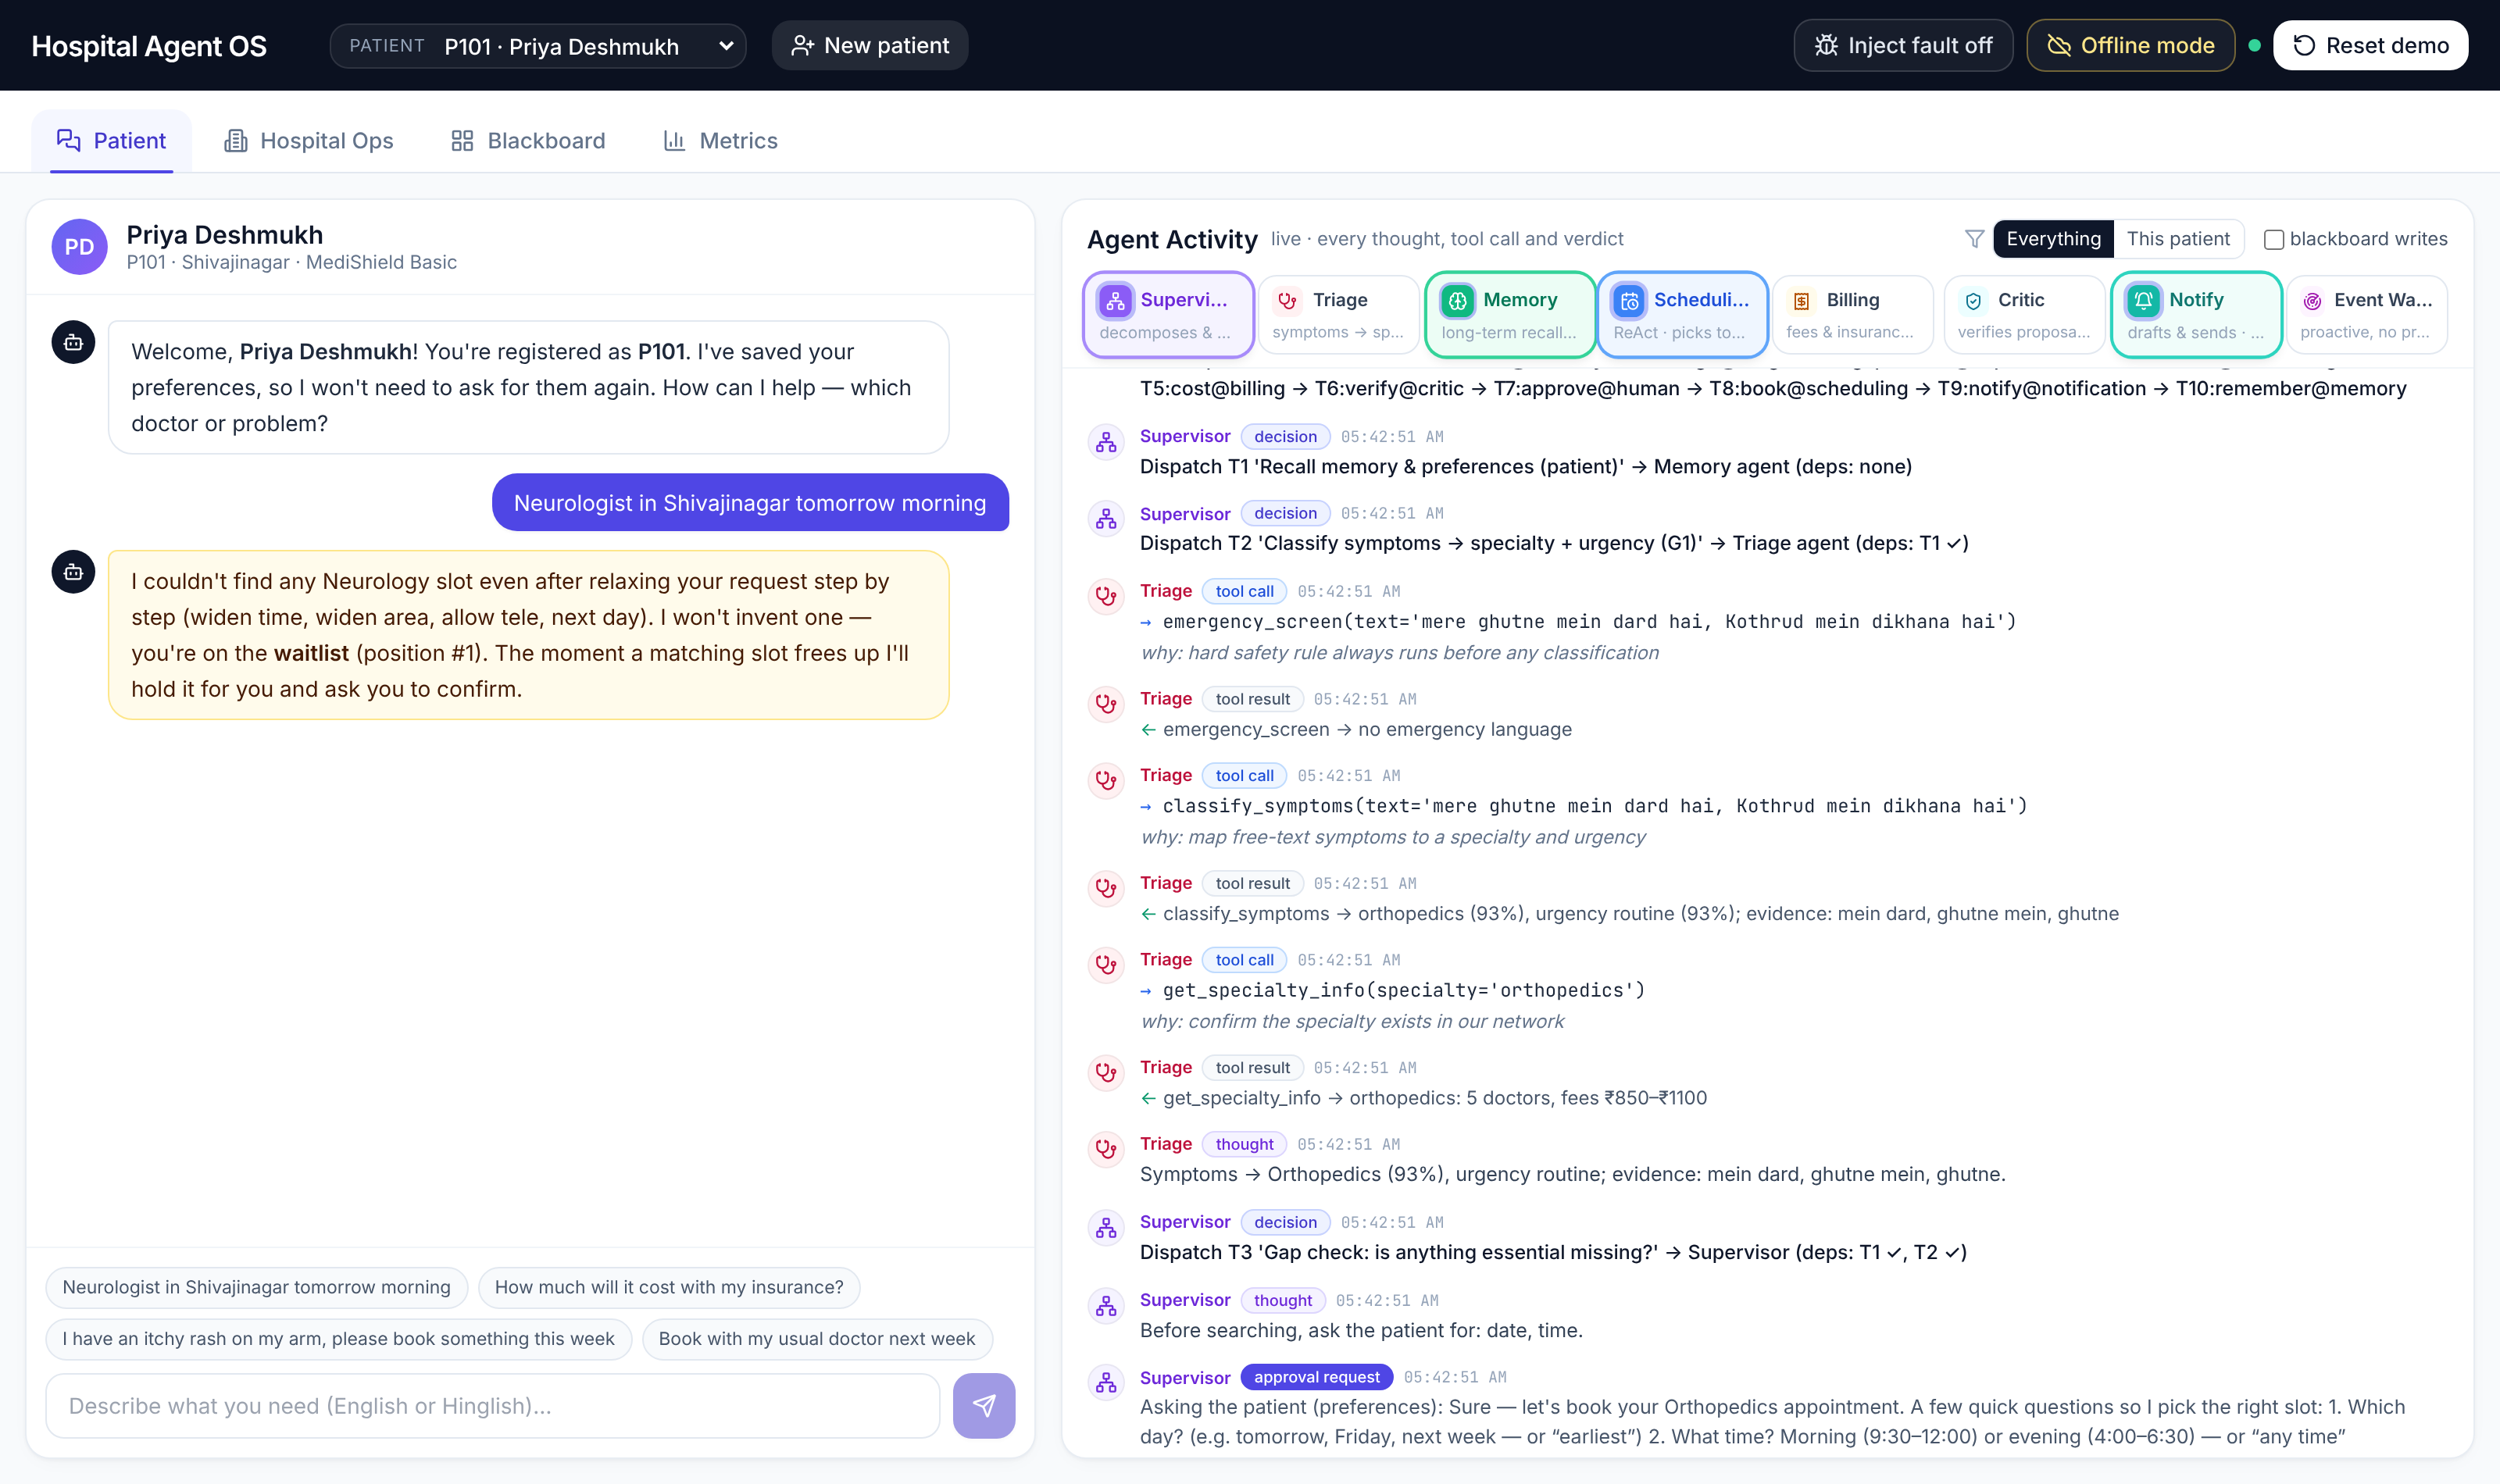 Hospital Agent OS
PATIENT P101 · Priya Deshmukh
New patient
Inject fault off
Offline mode
Reset demo
Patient
Hospital Ops
Blackboard
Metrics
PD
Priya Deshmukh
P101 · Shivajinagar · MediShield Basic
Welcome, Priya Deshmukh! You're registered as P101. I've saved your
preferences, so I won't need to ask for them again. How can I help — which
doctor or problem?
Neurologist in Shivajinagar tomorrow morning
I couldn't find any Neurology slot even after relaxing your request step by
step (widen time, widen area, allow tele, next day). I won't invent one —
you're on the waitlist (position #1). The moment a matching slot frees up I'll
hold it for you and ask you to confirm.
Neurologist in Shivajinagar tomorrow morning
How much will it cost with my insurance?
I have an itchy rash on my arm, please book something this week
Book with my usual doctor next week
Describe what you need (English or Hinglish)...
Agent Activity live · every thought, tool call and verdict
Everything
This patient
blackboard writes
Supervi...
decomposes & ...
Triage
symptoms → sp...
Memory
long-term recall...
Scheduli...
ReAct · picks to...
Billing
fees & insuranc...
Critic
verifies proposa...
Notify
drafts & sends · ...
Event Wa...
proactive, no pr...
T5:cost@billing → T6:verify@critic → T7:approve@human → T8:book@scheduling → T9:notify@notification → T10:remember@memory
Supervisor decision 05:42:51 AM
Dispatch T1 'Recall memory & preferences (patient)' → Memory agent (deps: none)
Supervisor decision 05:42:51 AM
Dispatch T2 'Classify symptoms → specialty + urgency (G1)' → Triage agent (deps: T1 ✓)
Triage tool call 05:42:51 AM
→ emergency_screen(text='mere ghutne mein dard hai, Kothrud mein dikhana hai')
why: hard safety rule always runs before any classification
Triage tool result 05:42:51 AM
← emergency_screen → no emergency language
Triage tool call 05:42:51 AM
→ classify_symptoms(text='mere ghutne mein dard hai, Kothrud mein dikhana hai')
why: map free-text symptoms to a specialty and urgency
Triage tool result 05:42:51 AM
← classify_symptoms → orthopedics (93%), urgency routine (93%); evidence: mein dard, ghutne mein, ghutne
Triage tool call 05:42:51 AM
→ get_specialty_info(specialty='orthopedics')
why: confirm the specialty exists in our network
Triage tool result 05:42:51 AM
← get_specialty_info → orthopedics: 5 doctors, fees ₹850–₹1100
Triage thought 05:42:51 AM
Symptoms → Orthopedics (93%), urgency routine; evidence: mein dard, ghutne mein, ghutne.
Supervisor decision 05:42:51 AM
Dispatch T3 'Gap check: is anything essential missing?' → Supervisor (deps: T1 ✓, T2 ✓)
Supervisor thought 05:42:51 AM
Before searching, ask the patient for: date, time.
Supervisor approval request 05:42:51 AM
Asking the patient (preferences): Sure — let's book your Orthopedics appointment. A few quick questions so I pick the right slot: 1. Which
day? (e.g. tomorrow, Friday, next week — or “earliest”) 2. What time? Morning (9:30–12:00) or evening (4:00–6:30) — or “any time”